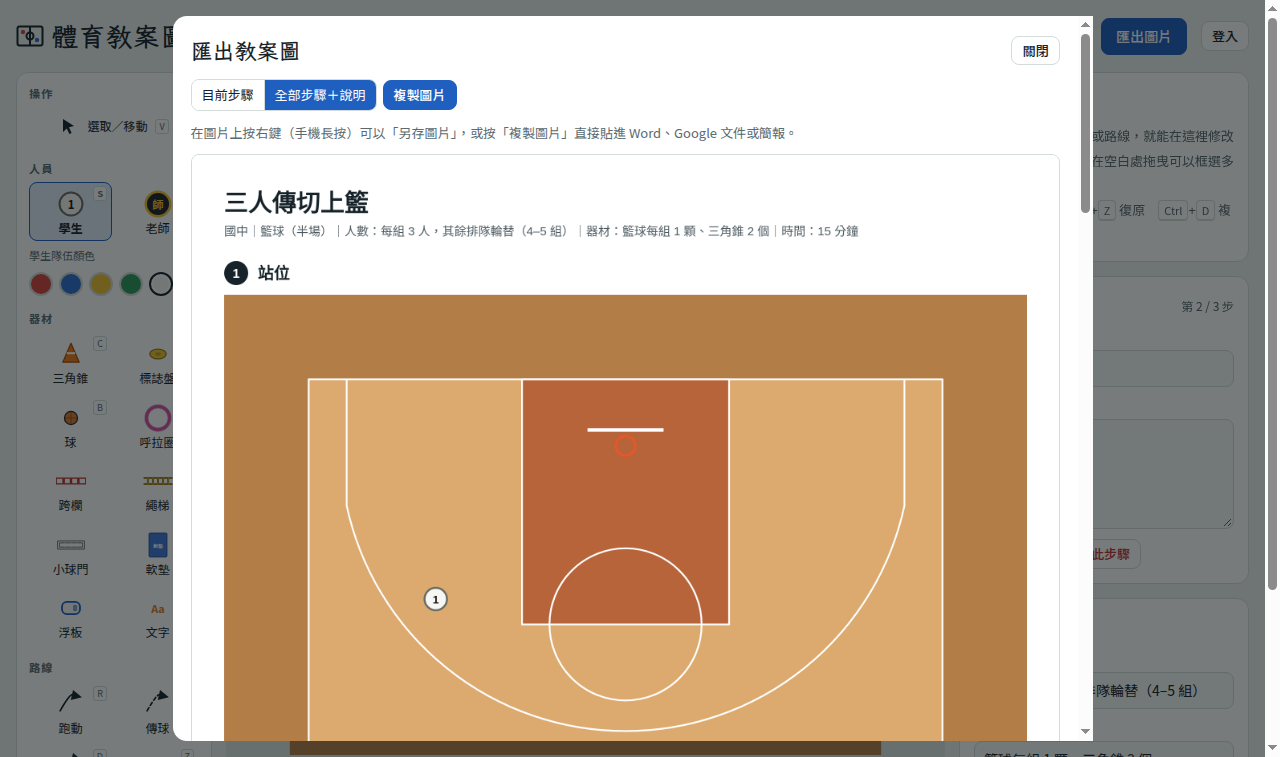 體育教案圖
匯出圖片
登入
操作
選取／移動 V
人員
1 S
學生
師
老師
學生隊伍顏色
器材
C
三角錐
標誌盤
B
球
呼拉圈
跨欄
繩梯
小球門
軟墊
浮板
Aa
文字
路線
R
跑動
傳球
匯出教案圖
關閉
目前步驟
全部步驟＋說明
複製圖片
在圖片上按右鍵（手機長按）可以「另存圖片」，或按「複製圖片」直接貼進 Word、Google 文件或簡報。
三人傳切上籃
國中｜籃球（半場）｜人數：每組 3 人，其餘排隊輪替（4–5 組）｜器材：籃球每組 1 顆、三角錐 2 個｜時間：15 分鐘
1 站位
1
或路線，就能在這裡修改
在空白處拖曳可以框選多
+ Z 復原 Ctrl + D 複
第 2 / 3 步
此步驟
排隊輪替（4–5 組）